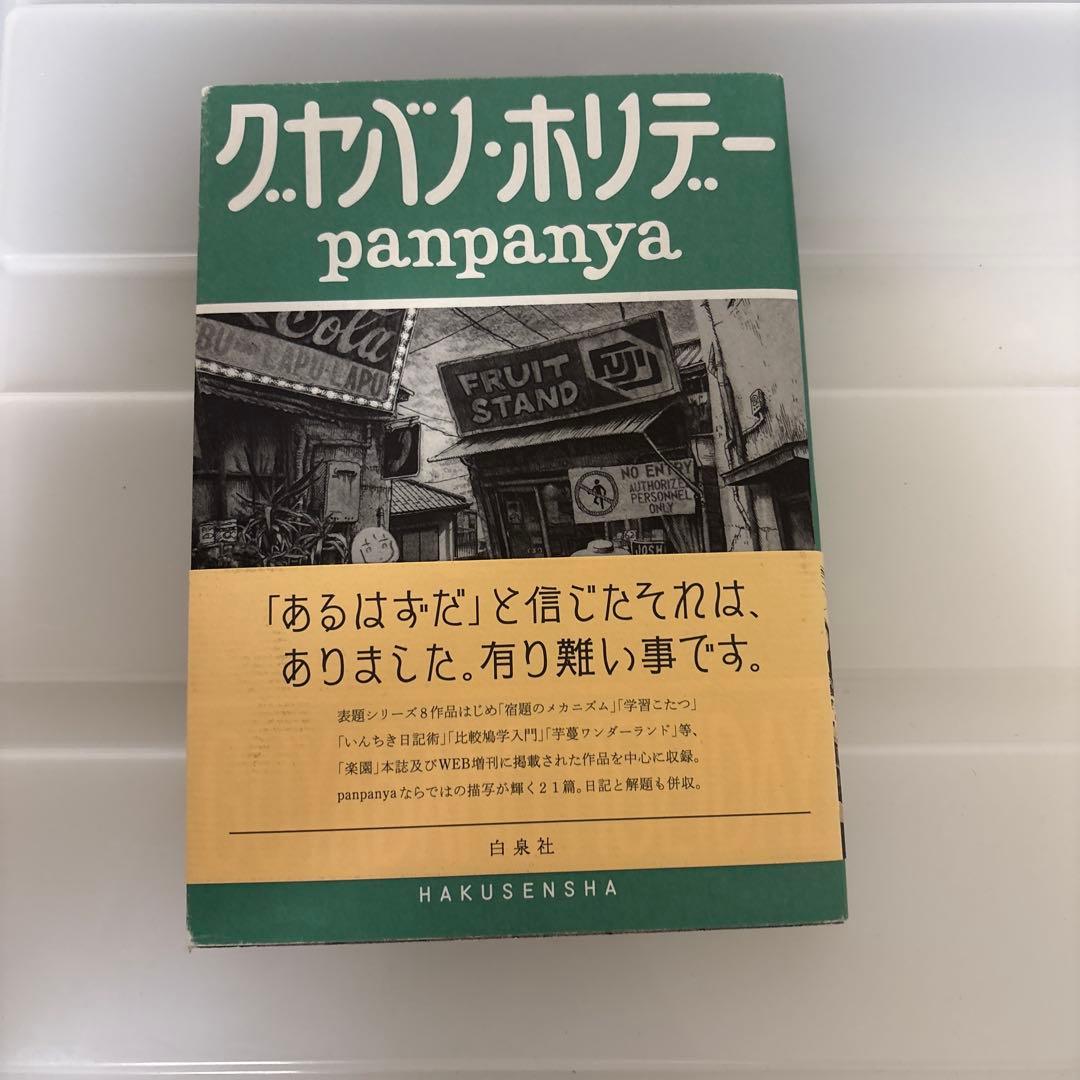 グヤバノ・ホリデー
panpanya
Cola
LAPU-LAPU
FRUIT
STAND
NO ENTRY
AUTHORIZE
PERSONNEL
ONLY
JOSH
「あるはずだ」と信じたそれは、
ありました。有り難い事です。
表題シリーズ8作品はじめ「宿題のメカニズム」「学習こたつ」
「いんちき日記術」「比較鳩学入門」「芋蔓ワンダーランド」等、
「楽園」本誌及びWEB増刊に掲載された作品を中心に収録。
panpanyaならではの描写が輝く21篇。日記と解題も併収。
白泉社
HAKUSENSHA